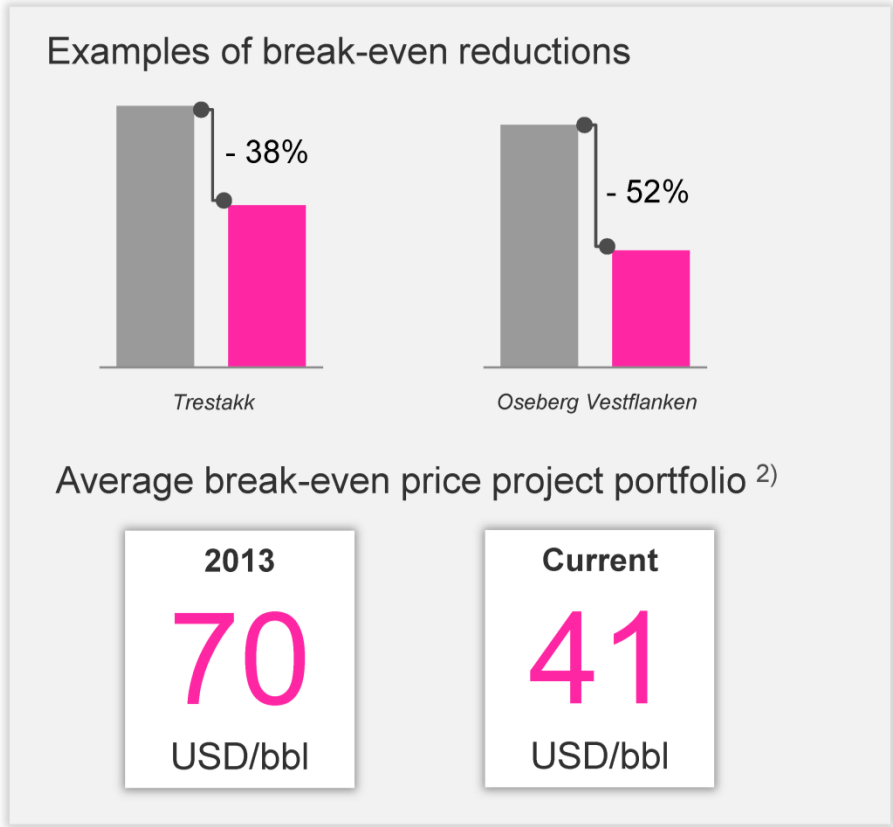 Examples of break-even reductions
- 38%
- 52%
Trestakk
Oseberg Vestflanken
Average break-even price project portfolio 2)
2013
70
USD/bbl
Current
41
USD/bbl